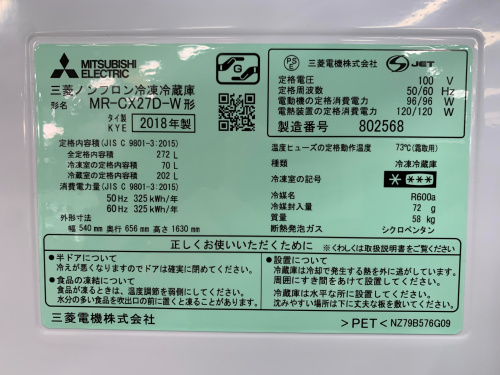 MITSUBISHI
ELECTRIC
三菱ノンフロン冷凍冷蔵庫
形名 MR-CX27D-W 形
タイ製 2018年製
KYE
定格内容積(JIS C 9801-3:2015)
全定格内容積 272 L
冷凍室の定格内容積 70 L
冷蔵室の定格内容積 202 L
消費電力量(JIS C 9801-3:2015)
50 Hz 325 kWh/年
60 Hz 325 kWh/年
外形寸法
幅 540 mm 奥行 656 mm 高さ 1630 mm
PS
E
三菱電機株式会社
JET
定格電圧 100 V
定格周波数 50/60 Hz
電動機の定格消費電力 96/96 W
電熱装置の定格消費電力 120/120 W
製造番号 802568
温度ヒューズの定格動作温度 73℃(霜取用)
種類 冷凍冷蔵庫
冷凍室の記号 ****
冷媒名 R600a
冷媒封入量 72 g
質量 58 kg
断熱発泡ガス シクロペンタン
正しくお使いいただくために ※くわしくは取扱説明書をご覧ください
●半ドアについて
冷えが悪くなりますのでドアは確実に閉めてください。
●食品の凍結について
食品が凍るときは、温度調節を弱側にしてください。
水分の多い食品を吹出口の前に置くと凍ることがあります。
●設置について
冷蔵庫は冷却で発生する熱を外に逃がしています。
周囲にすき間をあけて設置してください。
冷蔵庫は水平な所に設置してください。
沈みやすい場所は下に丈夫な板を敷いてください。
三菱電機株式会社
>PET< NZ79B576G09